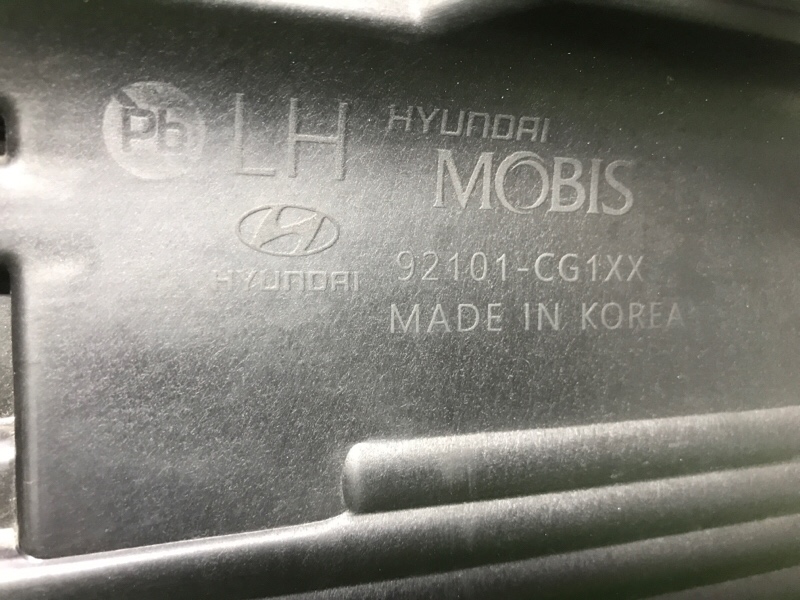 Pb LH HYUNDAI
MOBIS
HYUNDAI 92101-CG1XX
MADE IN KOREA